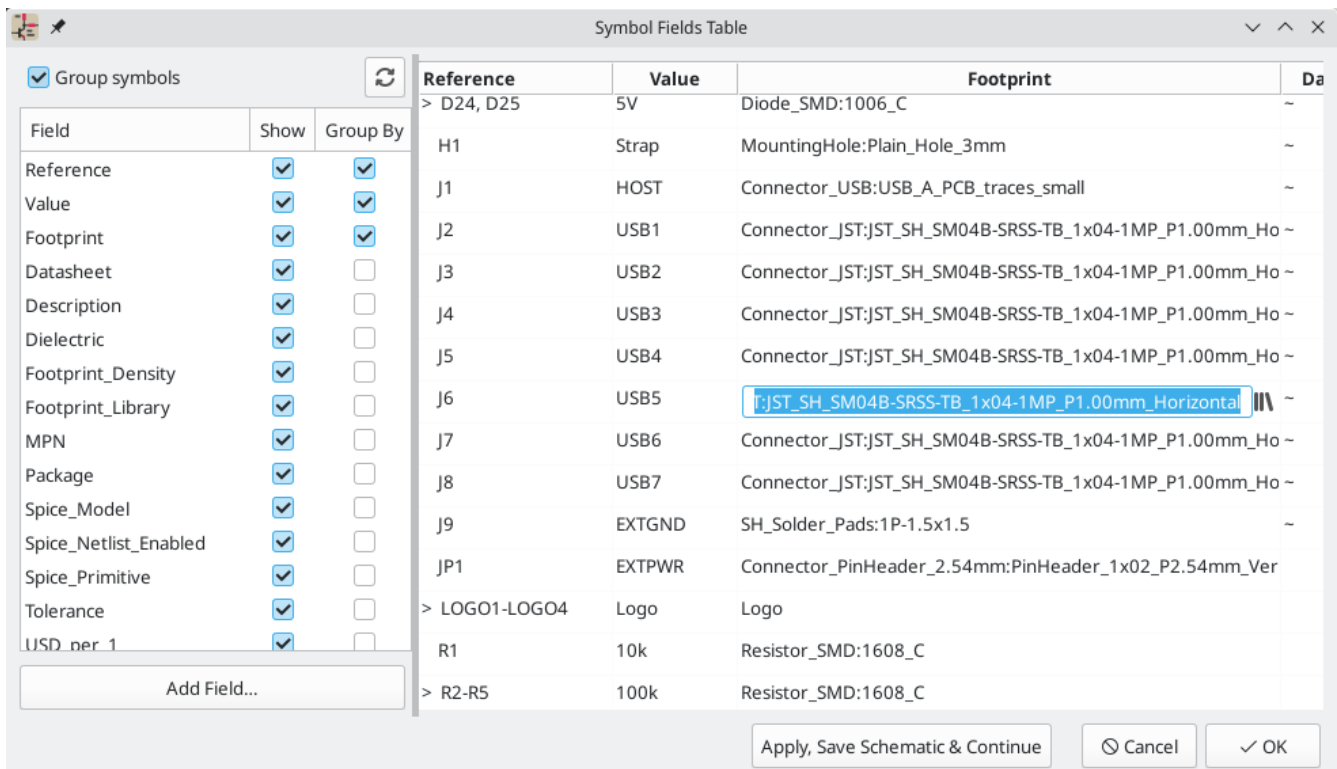 Symbol Fields Table
Group symbols
Field Show Group By
Reference
Value
Footprint
Datasheet
Description
Dielectric
Footprint_Density
Footprint_Library
MPN
Package
Spice_Model
Spice_Netlist_Enabled
Spice_Primitive
Tolerance
USD_per_1
Add Field...
Reference Value Footprint Da
> D24, D25 5V Diode_SMD:1006_C ~
H1 Strap MountingHole:Plain_Hole_3mm ~
J1 HOST Connector_USB:USB_A_PCB_traces_small ~
J2 USB1 Connector_JST:JST_SH_SM04B-SRSS-TB_1x04-1MP_P1.00mm_Ho ~
J3 USB2 Connector_JST:JST_SH_SM04B-SRSS-TB_1x04-1MP_P1.00mm_Ho ~
J4 USB3 Connector_JST:JST_SH_SM04B-SRSS-TB_1x04-1MP_P1.00mm_Ho ~
J5 USB4 Connector_JST:JST_SH_SM04B-SRSS-TB_1x04-1MP_P1.00mm_Ho ~
J6 USB5 T:JST_SH_SM04B-SRSS-TB_1x04-1MP_P1.00mm_Horizontal ~
J7 USB6 Connector_JST:JST_SH_SM04B-SRSS-TB_1x04-1MP_P1.00mm_Ho ~
J8 USB7 Connector_JST:JST_SH_SM04B-SRSS-TB_1x04-1MP_P1.00mm_Ho ~
J9 EXTGND SH_Solder_Pads:1P-1.5x1.5 ~
JP1 EXTPWR Connector_PinHeader_2.54mm:PinHeader_1x02_P2.54mm_Ver
> LOGO1-LOGO4 Logo Logo
R1 10k Resistor_SMD:1608_C
> R2-R5 100k Resistor_SMD:1608_C
Apply, Save Schematic & Continue Cancel OK